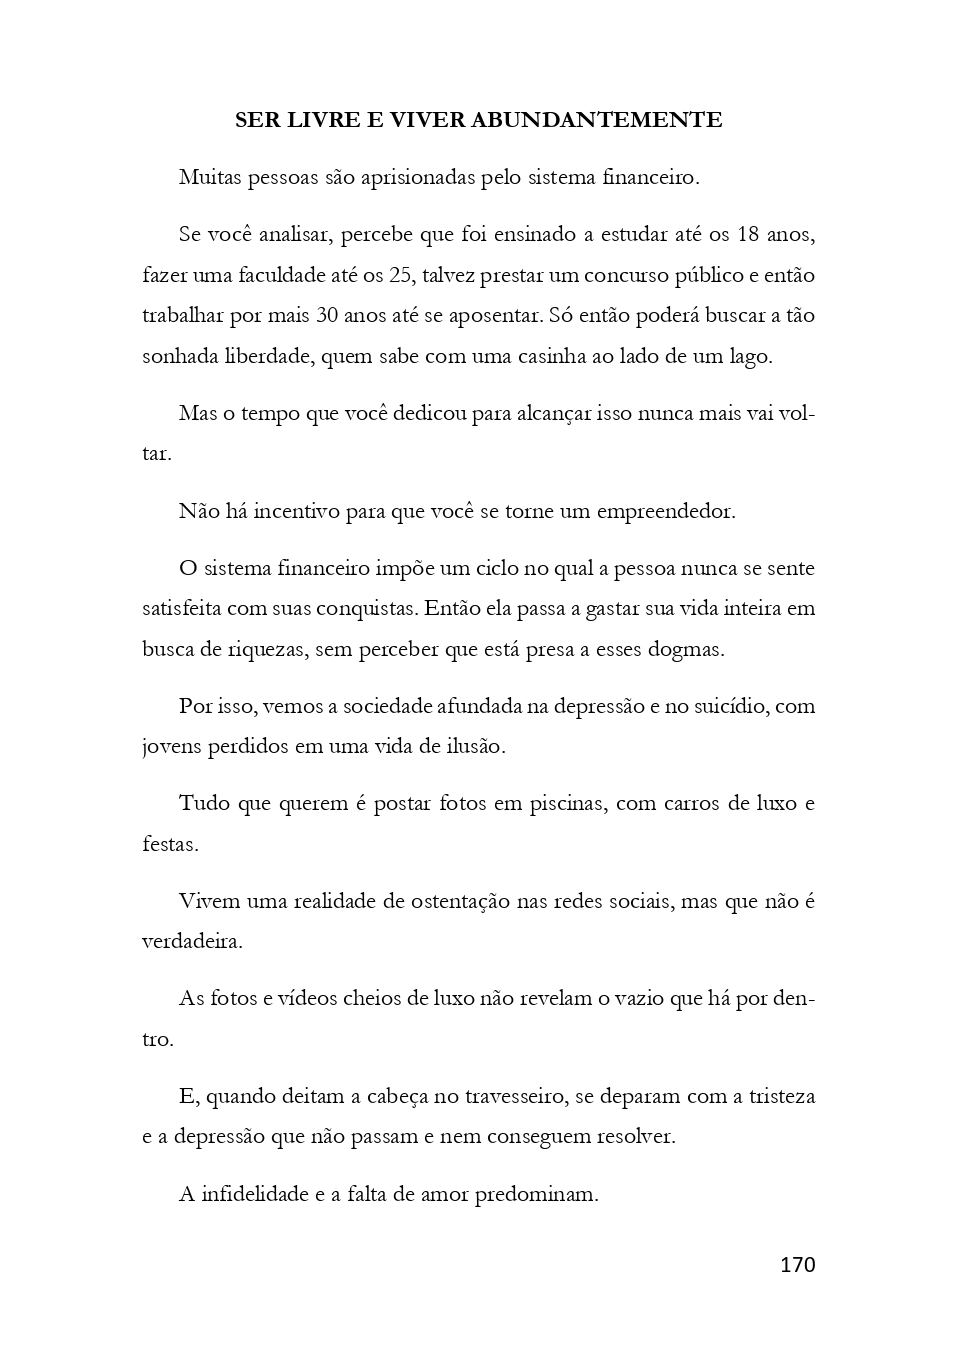 SER LIVRE E VIVER ABUNDANTEMENTE
Muitas pessoas são aprisionadas pelo sistema financeiro.
Se você analisar, percebe que foi ensinado a estudar até os 18 anos,
fazer uma faculdade até os 25, talvez prestar um concurso público e então
trabalhar por mais 30 anos até se aposentar. Só então poderá buscar a tão
sonhada liberdade, quem sabe com uma casinha ao lado de um lago.
Mas o tempo que você dedicou para alcançar isso nunca mais vai vol-
tar.
Não há incentivo para que você se torne um empreendedor.
O sistema financeiro impõe um ciclo no qual a pessoa nunca se sente
satisfeita com suas conquistas. Então ela passa a gastar sua vida inteira em
busca de riquezas, sem perceber que está presa a esses dogmas.
Por isso, vemos a sociedade afundada na depressão e no suicídio, com
jovens perdidos em uma vida de ilusão.
Tudo que querem é postar fotos em piscinas, com carros de luxo e
festas.
Vivem uma realidade de ostentação nas redes sociais, mas que não é
verdadeira.
As fotos e vídeos cheios de luxo não revelam o vazio que há por den-
tro.
E, quando deitam a cabeça no travesseiro, se deparam com a tristeza
e a depressão que não passam e nem conseguem resolver.
A infidelidade e a falta de amor predominam.
170